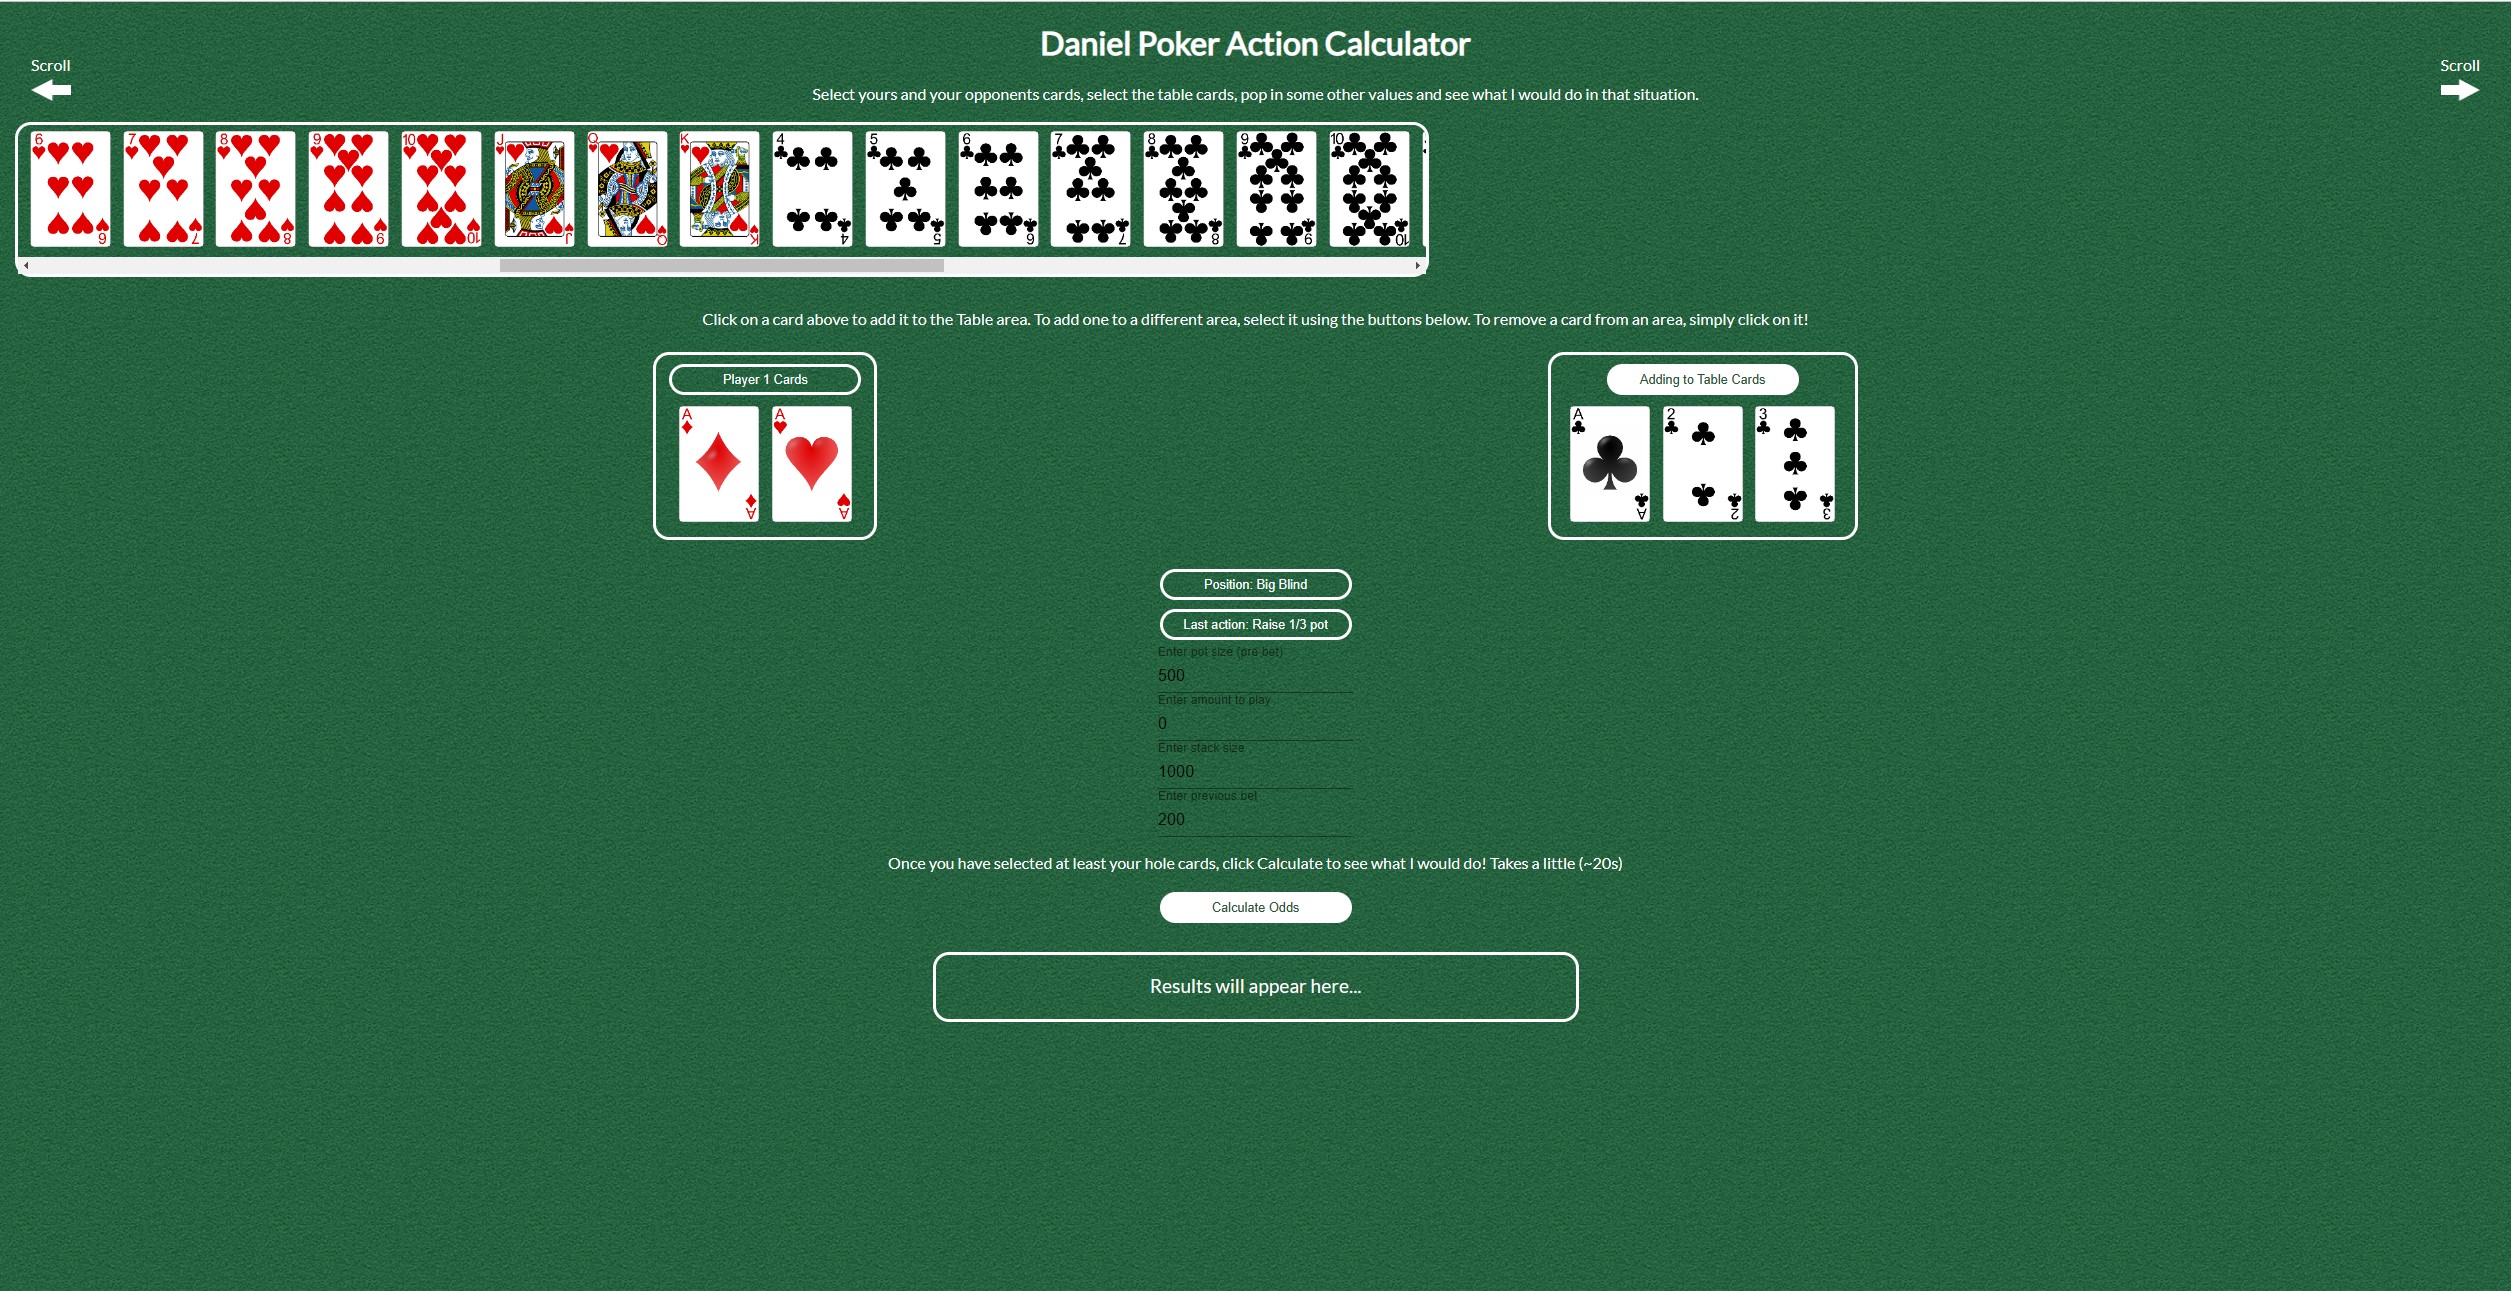 Daniel Poker Action Calculator
Scroll
Scroll
Select yours and your opponents cards, select the table cards, pop in some other values and see what I would do in that situation.
6 7 8 9 10 J Q K 4 5 6 7 8 9 10
6 7 8 9 10 J Q K 4 5 6 7 8 9 10
Click on a card above to add it to the Table area. To add one to a different area, select it using the buttons below. To remove a card from an area, simply click on it!
Player 1 Cards
A A
A A
Adding to Table Cards
A 2 3
A 2 3
Position: Big Blind
Last action: Raise 1/3 pot
Enter pot size (pre bet)
500
Enter amount to play
0
Enter stack size
1000
Enter previous bet
200
Once you have selected at least your hole cards, click Calculate to see what I would do! Takes a little (~20s)
Calculate Odds
Results will appear here...